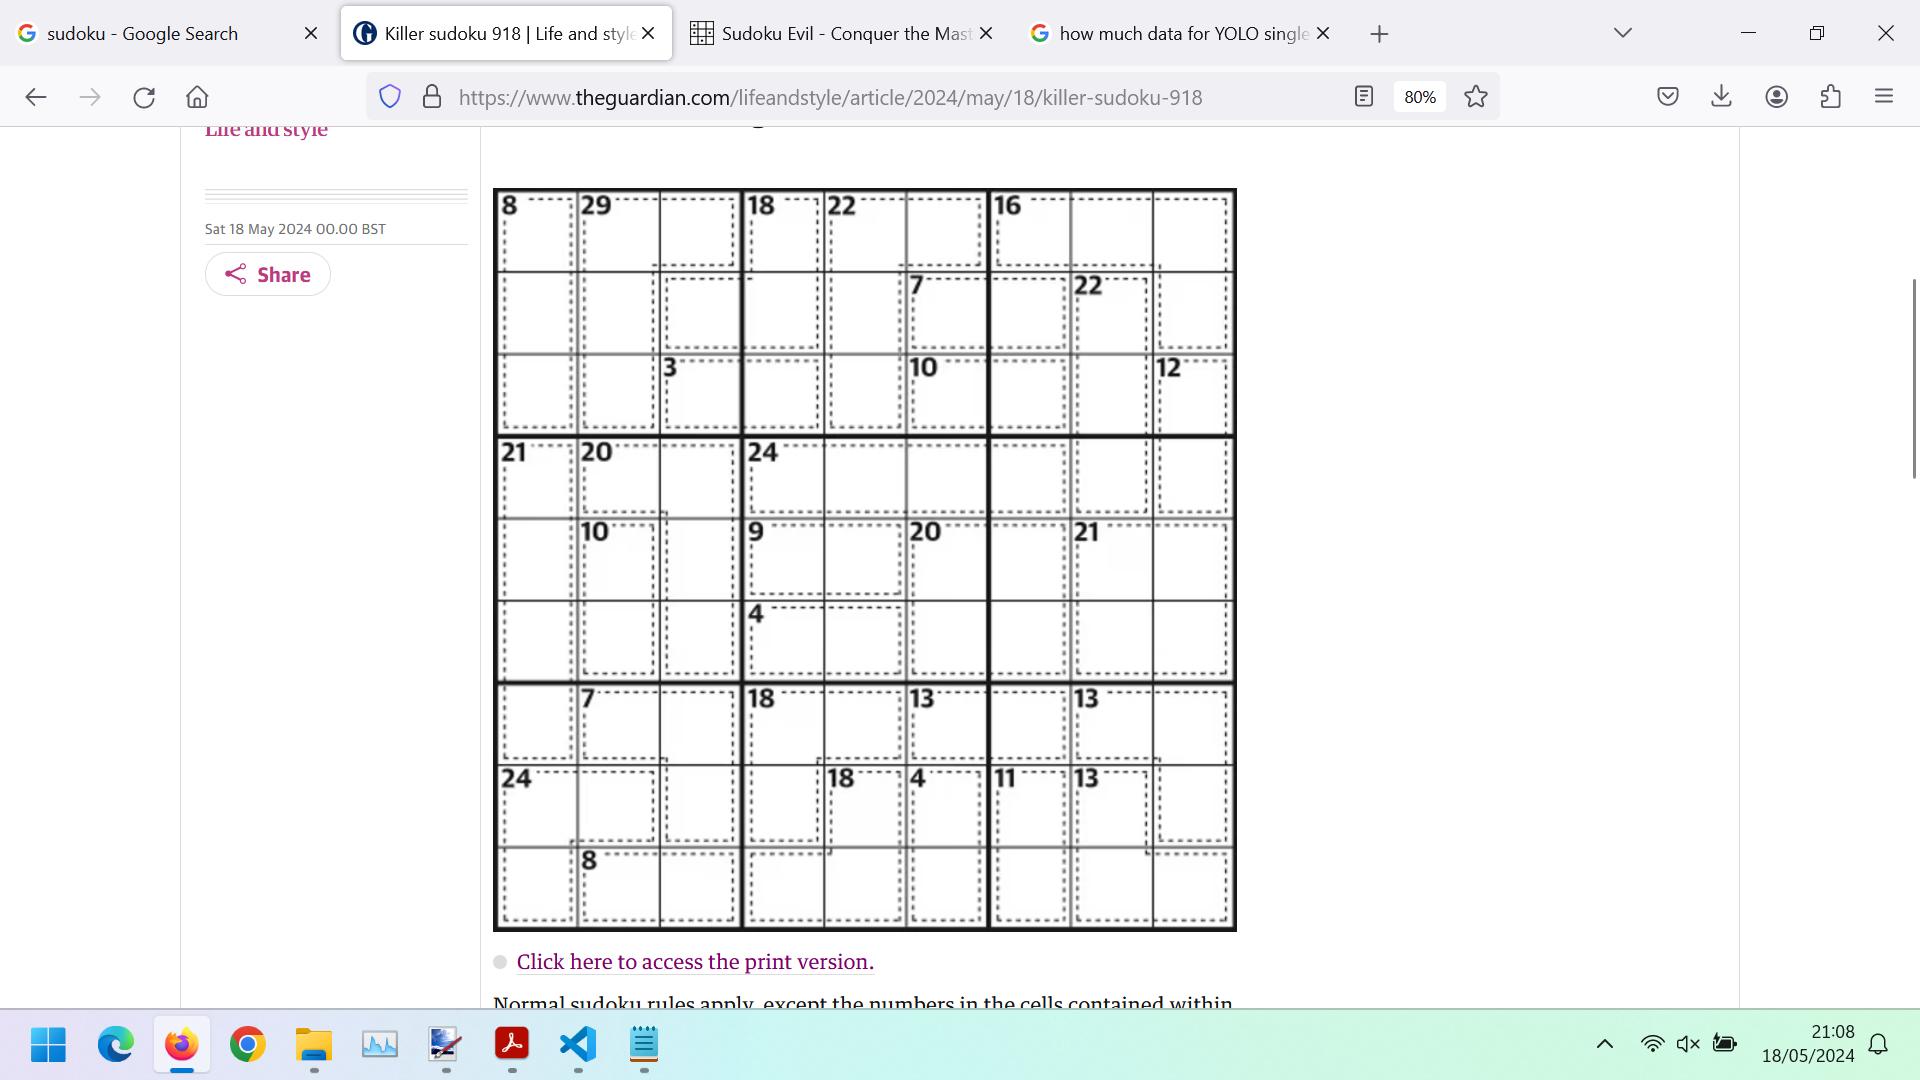 sudoku - Google Search
Killer sudoku 918 | Life and style
Sudoku Evil - Conquer the Mast
how much data for YOLO single
https://www.theguardian.com/lifeandstyle/article/2024/may/18/killer-sudoku-918
80%
Life and style
Sat 18 May 2024 00.00 BST
Share
8 29 18 22 16
7 22
3 10 12
21 20 24
10 9 20 21
4
7 18 13 13
24 18 4 11 13
8
Click here to access the print version.
Normal sudoku rules apply, except the numbers in the cells contained within
21:08
18/05/2024